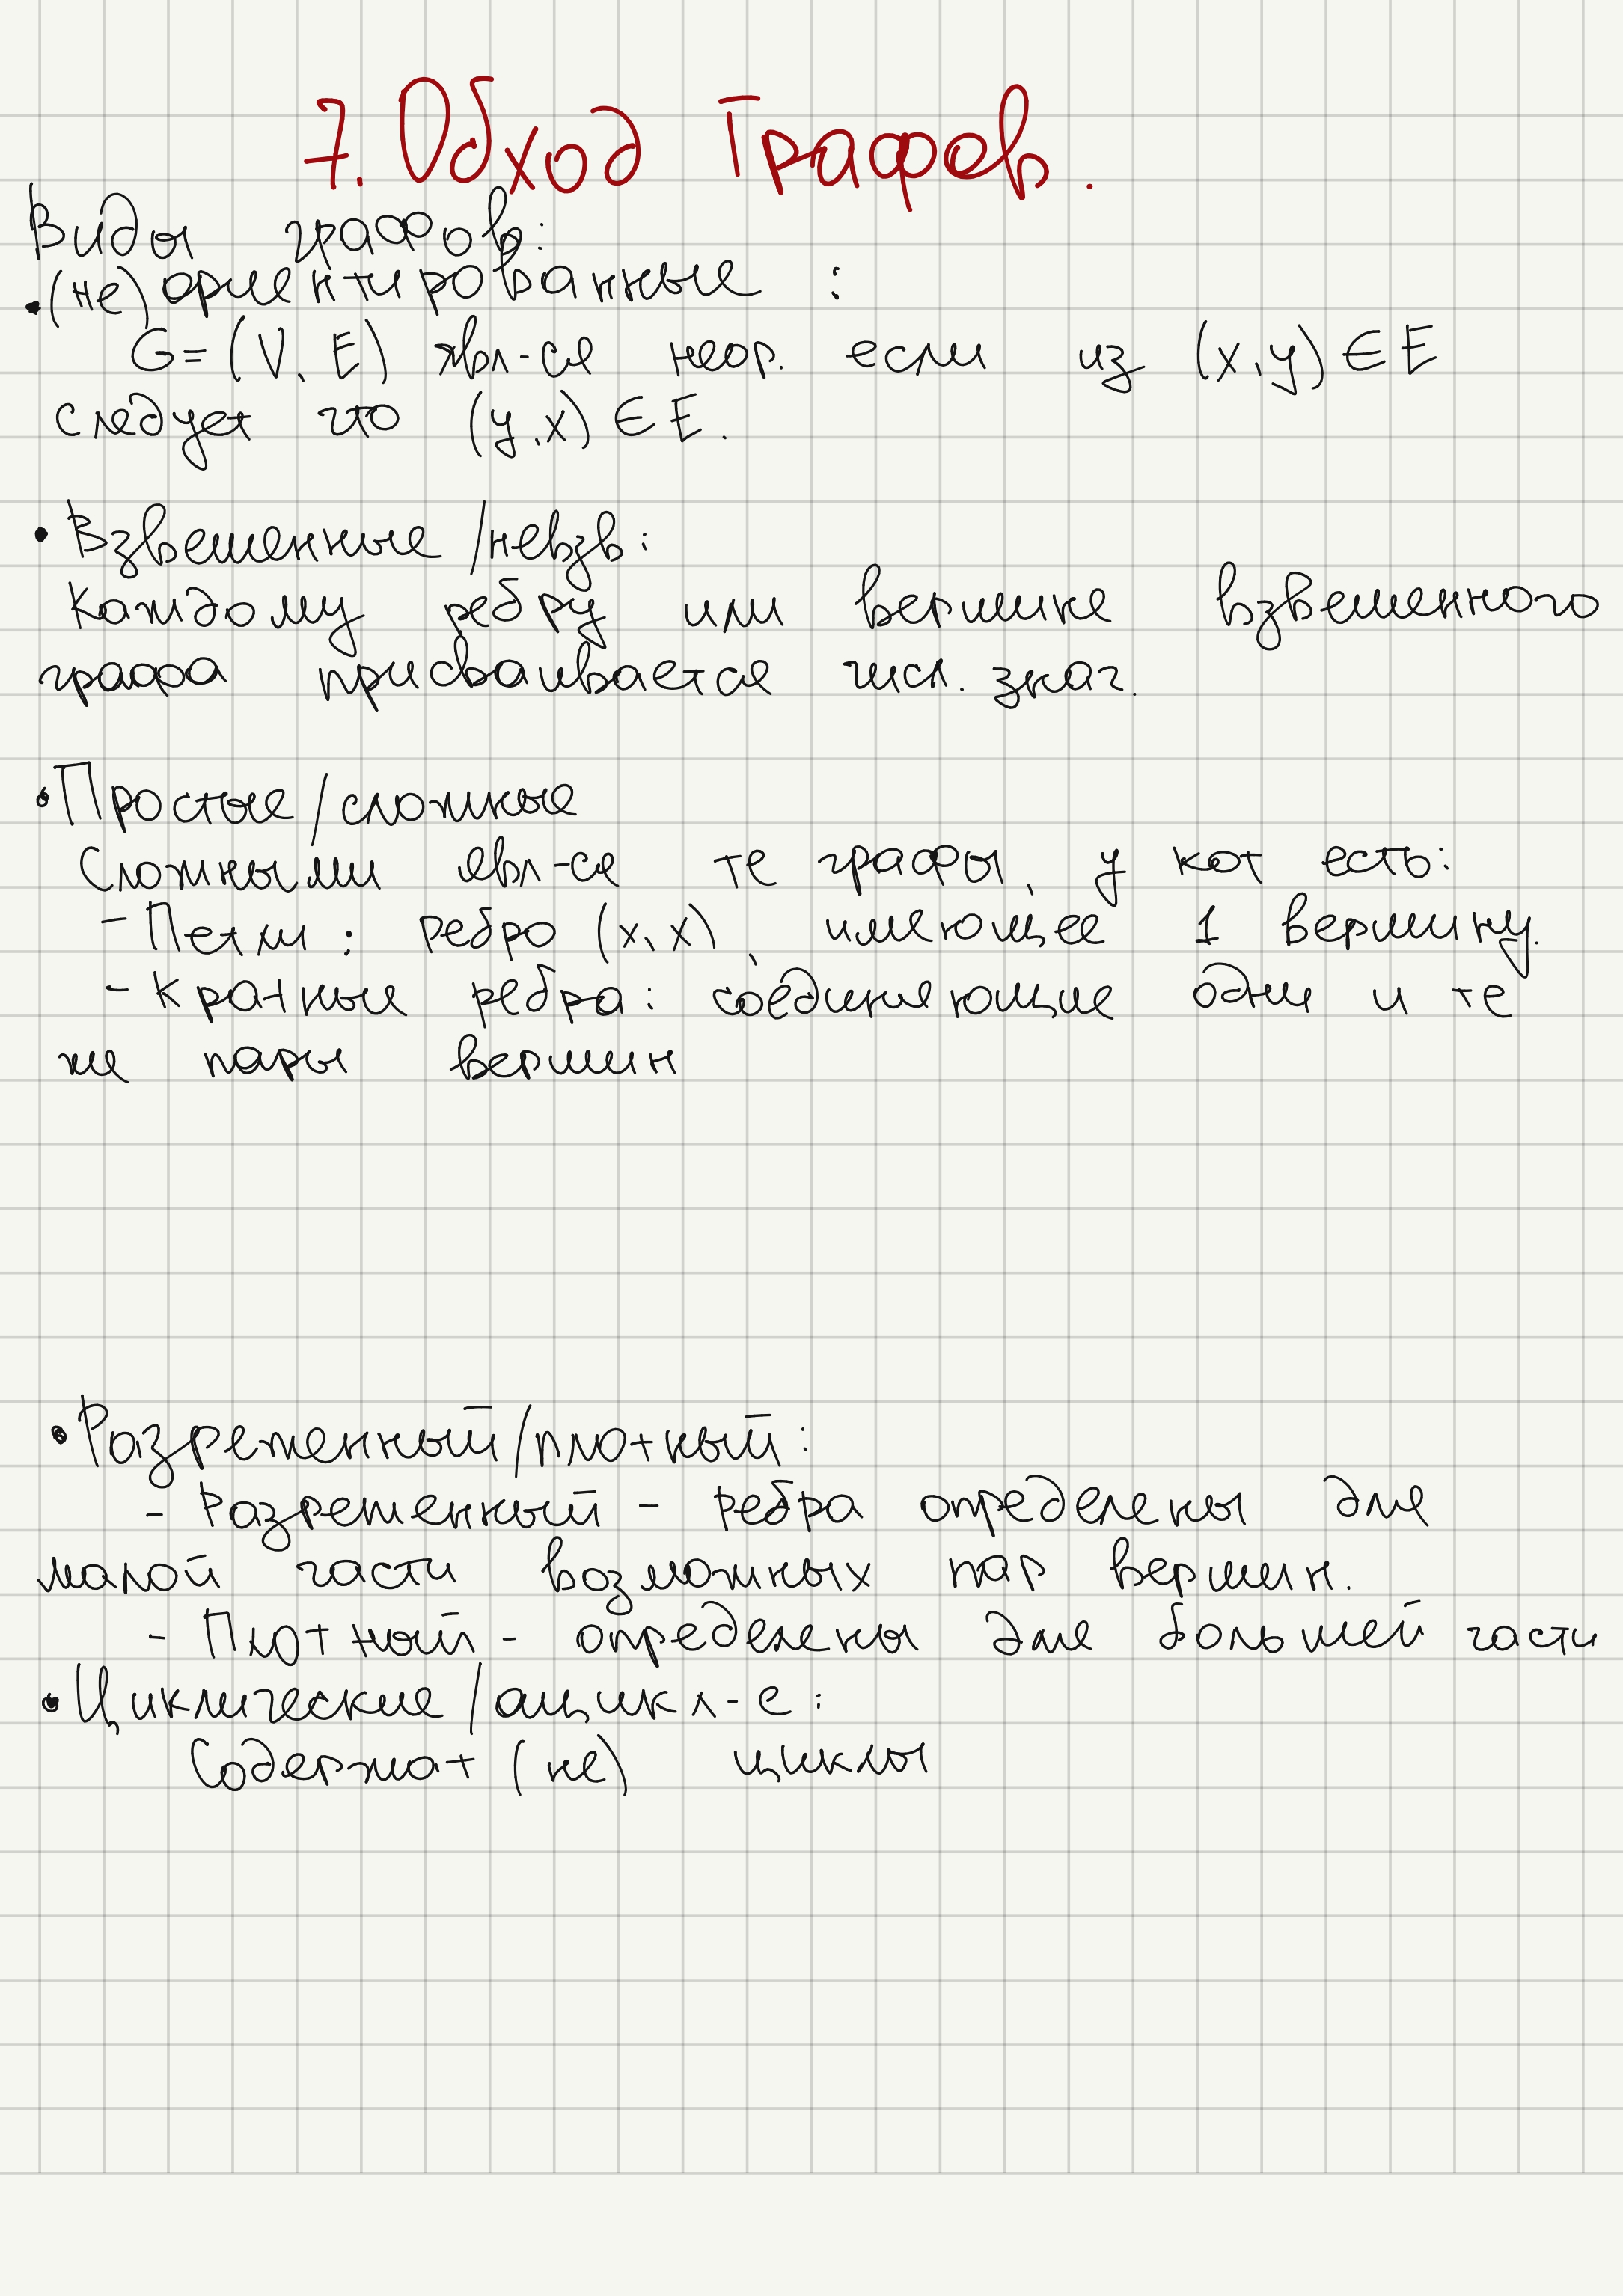 7. Обход Графов.
Виды графов:
• (не) ориентированные :
G = (V, E) явл-ся неор. если из (x, y) ∈ E
следует что (y, x) ∈ E.
• Взвешенные / невзв:
Каждому ребру или вершине взвешенного
графа присваивается числ. знач.
• Простые / сложные
Сложными явл-ся те графы, у кот есть:
- Петли : ребро (x, x), имеющее 1 вершину.
- Кратные ребра: соединяющие одни и те
же пары вершин
• Разреженный / плотный:
- Разреженный - ребра определены для
малой части возможных пар вершин.
- Плотный - определены для большей части
• Циклические / ацикл-е:
Содержат (не) циклы